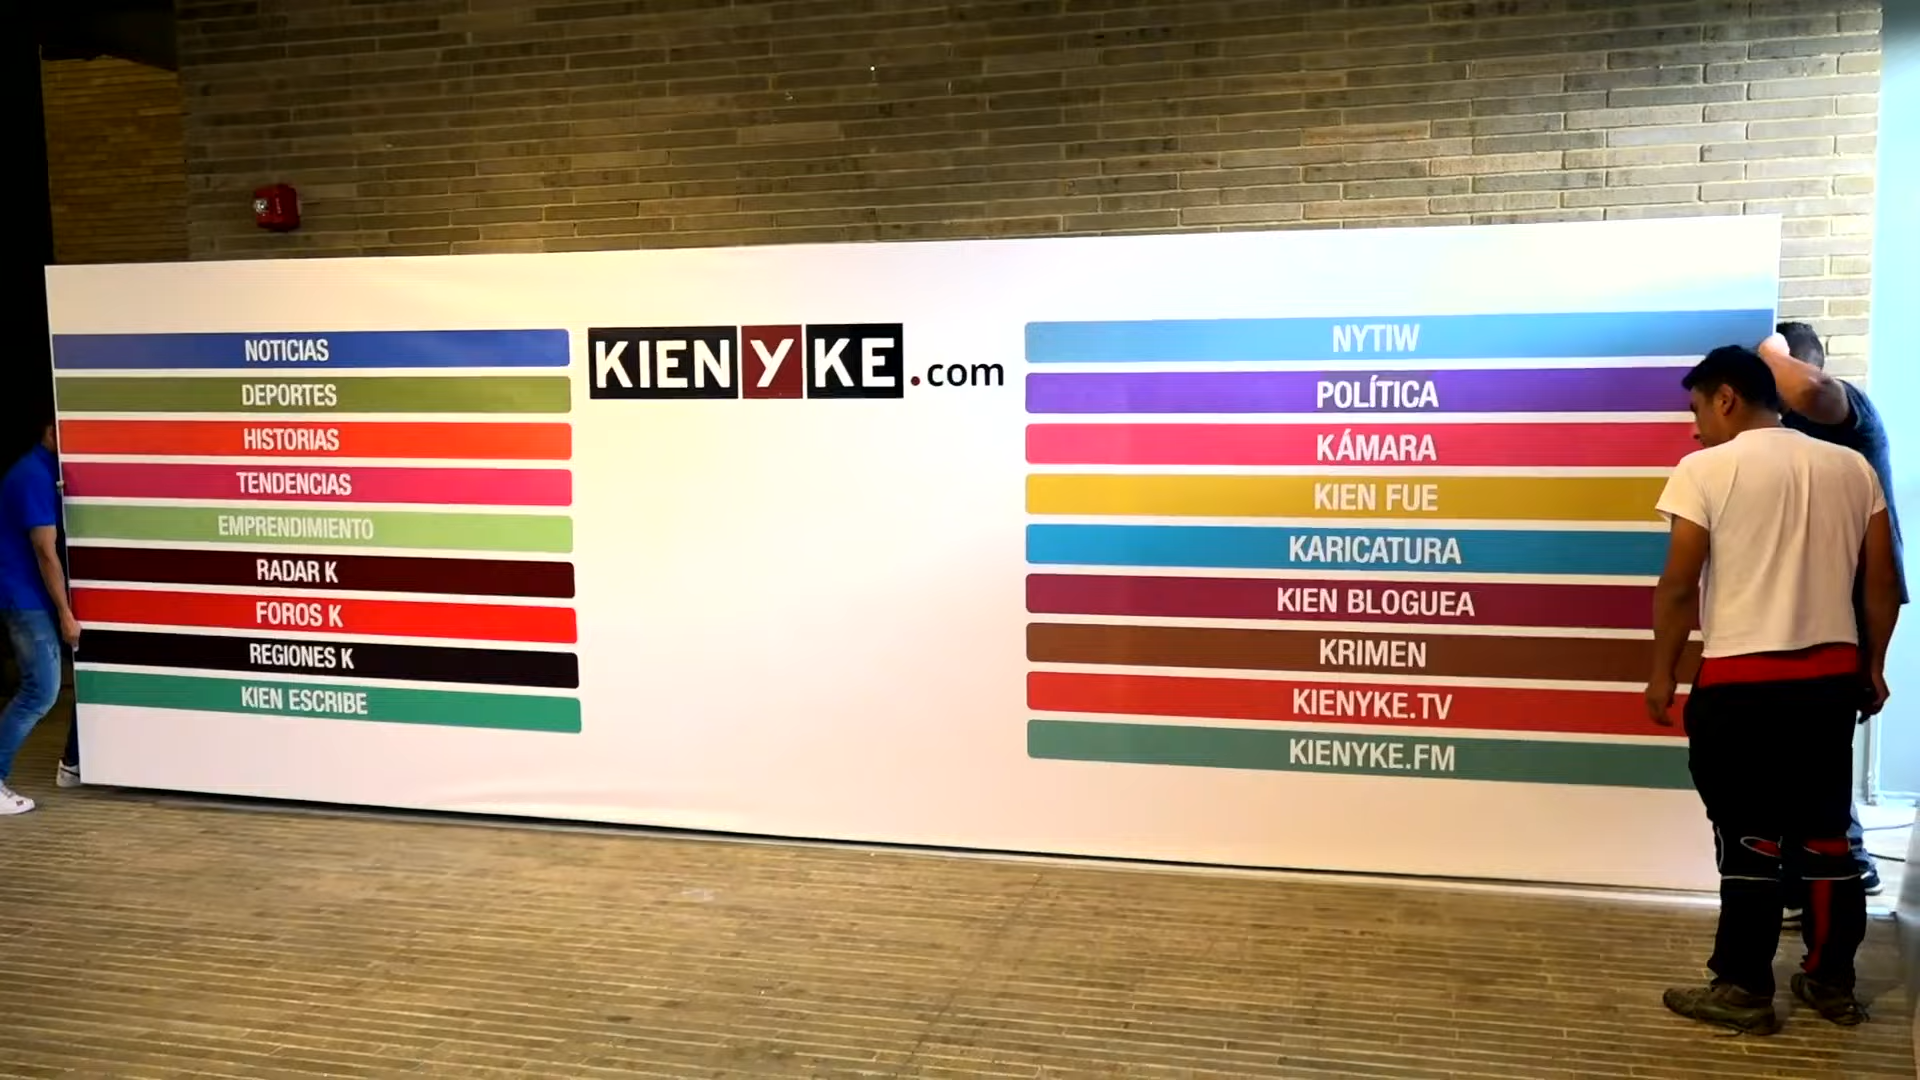 NOTICIAS
DEPORTES
HISTORIAS
TENDENCIAS
EMPRENDIMIENTO
RADAR K
FOROS K
REGIONES K
KIEN ESCRIBE
KIENYKE.com
NYTIW
POLÍTICA
KÁMARA
KIEN FUE
KARICATURA
KIEN BLOGUEA
KRIMEN
KIENYKE.TV
KIENYKE.FM